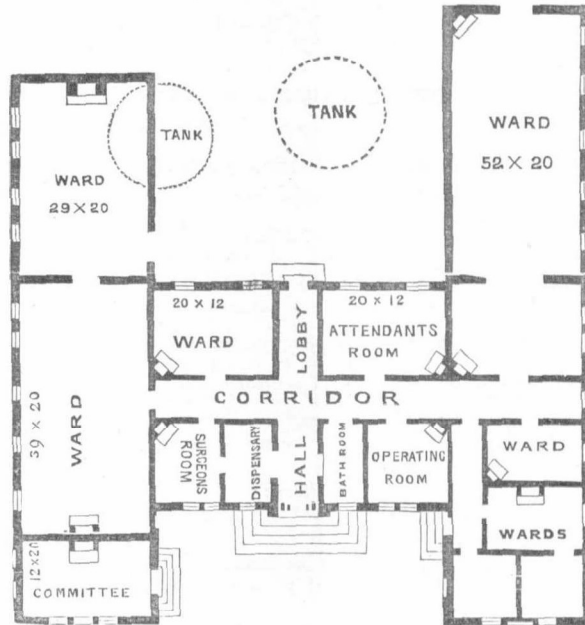 TANK
TANK
WARD
52 × 20
WARD
29 × 20
20 × 12
WARD
LOBBY
20 × 12
ATTENDANTS
ROOM
39 × 20
WARD
CORRIDOR
SURGEONS
ROOM
DISPENSARY
HALL
BATH ROOM
OPERATING
ROOM
WARD
WARDS
12×20
COMMITTEE